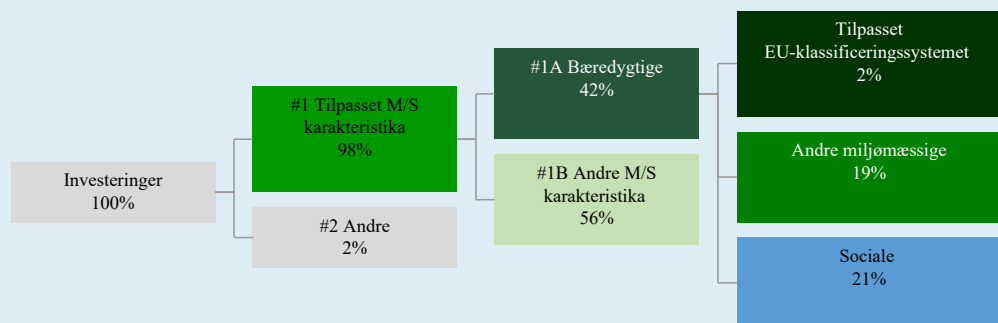 Investeringer
100%
#1 Tilpasset M/S
karakteristika
98%
#2 Andre
2%
#1A Bæredygtige
42%
#1B Andre M/S
karakteristika
56%
Tilpasset
EU-klassificeringssystemet
2%
Andre miljømæssige
19%
Sociale
21%